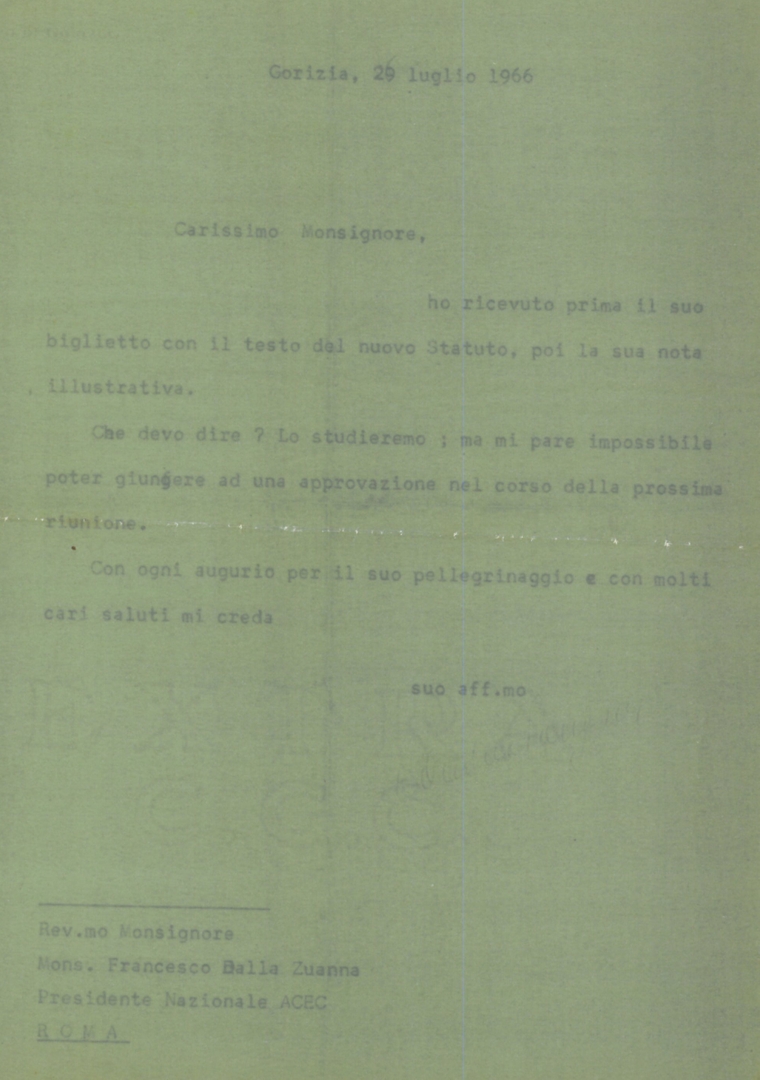 Gorizia, 29 luglio 1966
Carissimo Monsignore,
ho ricevuto prima il suo
biglietto con il testo del nuovo Statuto, poi la sua nota
illustrativa.
Che devo dire ? Lo studieremo ; ma mi pare impossibile
poter giungere ad una approvazione nel corso della prossima
riunione.
Con ogni augurio per il suo pellegrinaggio e con molti
cari saluti mi creda
suo aff.mo
Rev.mo Monsignore
Mons. Francesco Dalla Zuanna
Presidente Nazionale ACEC
R O M A